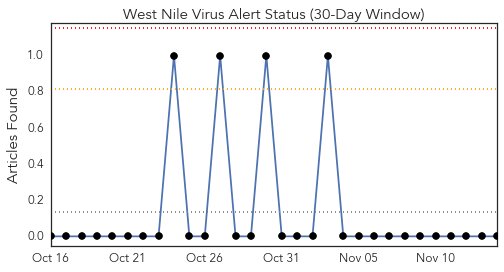 West Nile Virus Alert Status (30-Day Window)
Articles Found
1.0
0.8
0.6
0.4
0.2
0.0
Oct 16 Oct 21 Oct 26 Oct 31 Nov 05 Nov 10